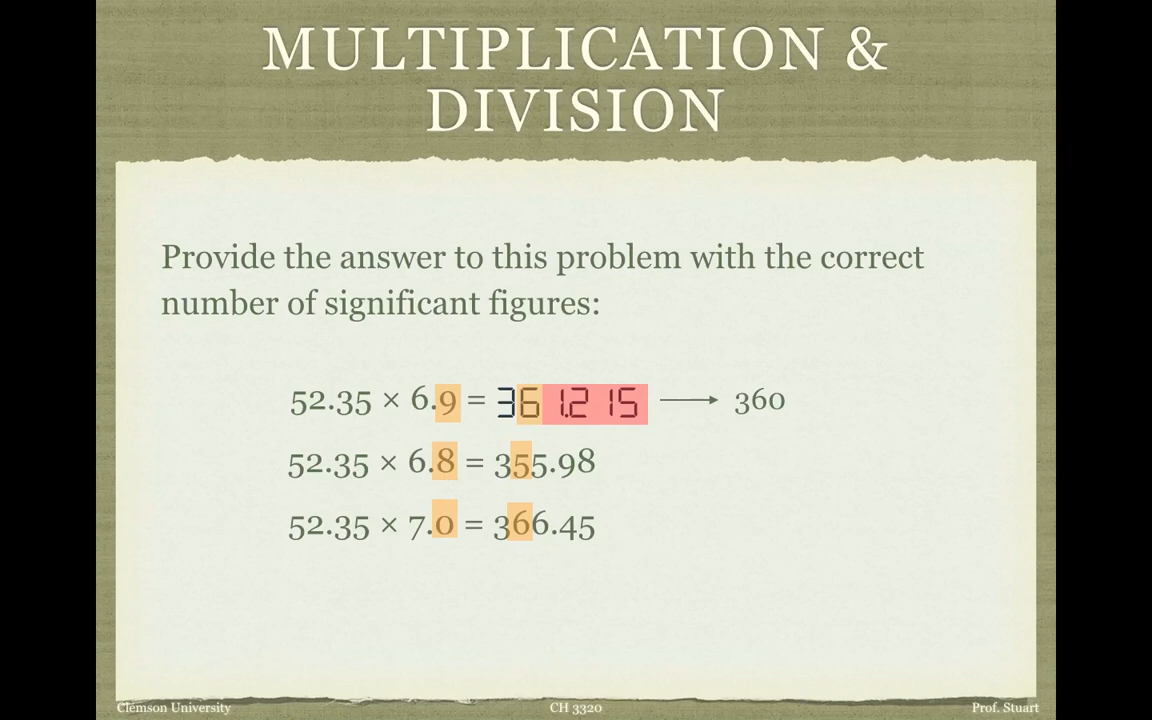 MULTIPLICATION &
DIVISION
Provide the answer to this problem with the correct
number of significant figures:
52.35 × 6.9 = 361.215 → 360
52.35 × 6.8 = 355.98
52.35 × 7.0 = 366.45
Clemson University CH 3320 Prof. Stuart